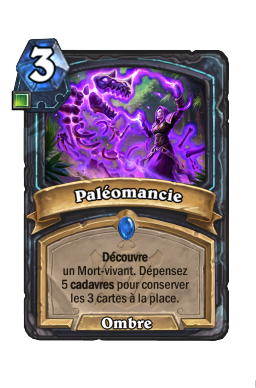 3
Paléomancie
Découvre
un Mort-vivant. Dépensez
5 cadavres pour conserver
les 3 cartes à la place.
Ombre